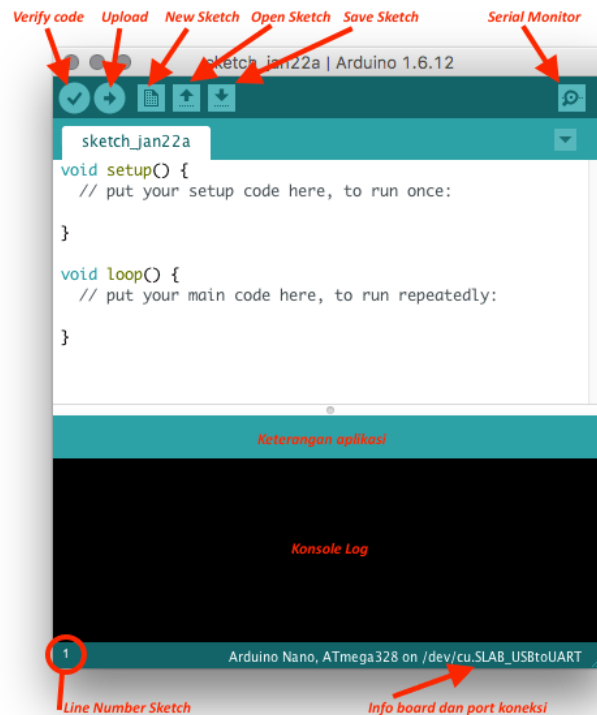 Verify code Upload New Sketch Open Sketch Save Sketch Serial Monitor
sketch_jan22a | Arduino 1.6.12
sketch_jan22a
void setup() {
// put your setup code here, to run once:
}
void loop() {
// put your main code here, to run repeatedly:
}
Keterangan aplikasi
Konsole Log
1
Arduino Nano, ATmega328 on /dev/cu.SLAB_USBtoUART
Line Number Sketch
Info board dan port koneksi